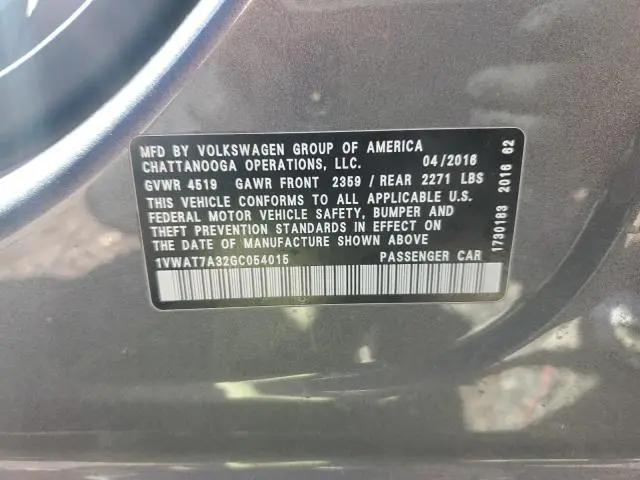 MFD BY VOLKSWAGEN GROUP OF AMERICA
CHATTANOOGA OPERATIONS, LLC. 04/2016
GVWR 4519 GAWR FRONT 2359 / REAR 2271 LBS
THIS VEHICLE CONFORMS TO ALL APPLICABLE U.S.
FEDERAL MOTOR VEHICLE SAFETY, BUMPER AND
THEFT PREVENTION STANDARDS IN EFFECT ON
THE DATE OF MANUFACTURE SHOWN ABOVE
1VWAT7A32GC054015 PASSENGER CAR
1730183 2016 62